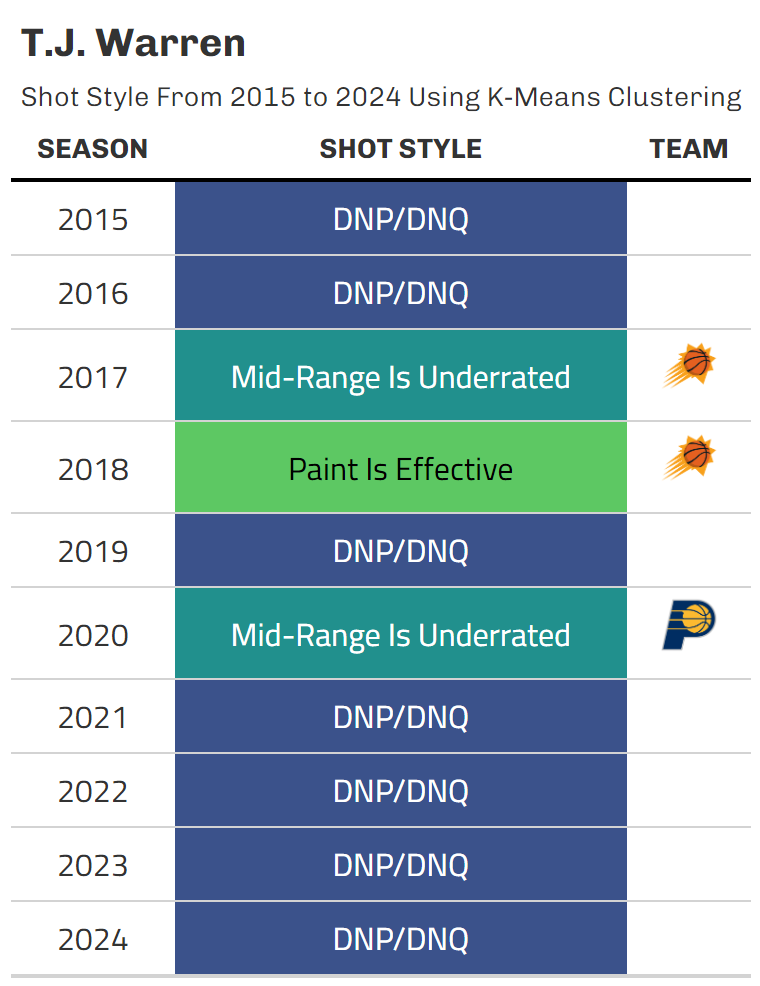 T.J. Warren
Shot Style From 2015 to 2024 Using K-Means Clustering
SEASON SHOT STYLE TEAM
2015 DNP/DNQ
2016 DNP/DNQ
2017 Mid-Range Is Underrated
2018 Paint Is Effective
2019 DNP/DNQ
2020 Mid-Range Is Underrated
2021 DNP/DNQ
2022 DNP/DNQ
2023 DNP/DNQ
2024 DNP/DNQ